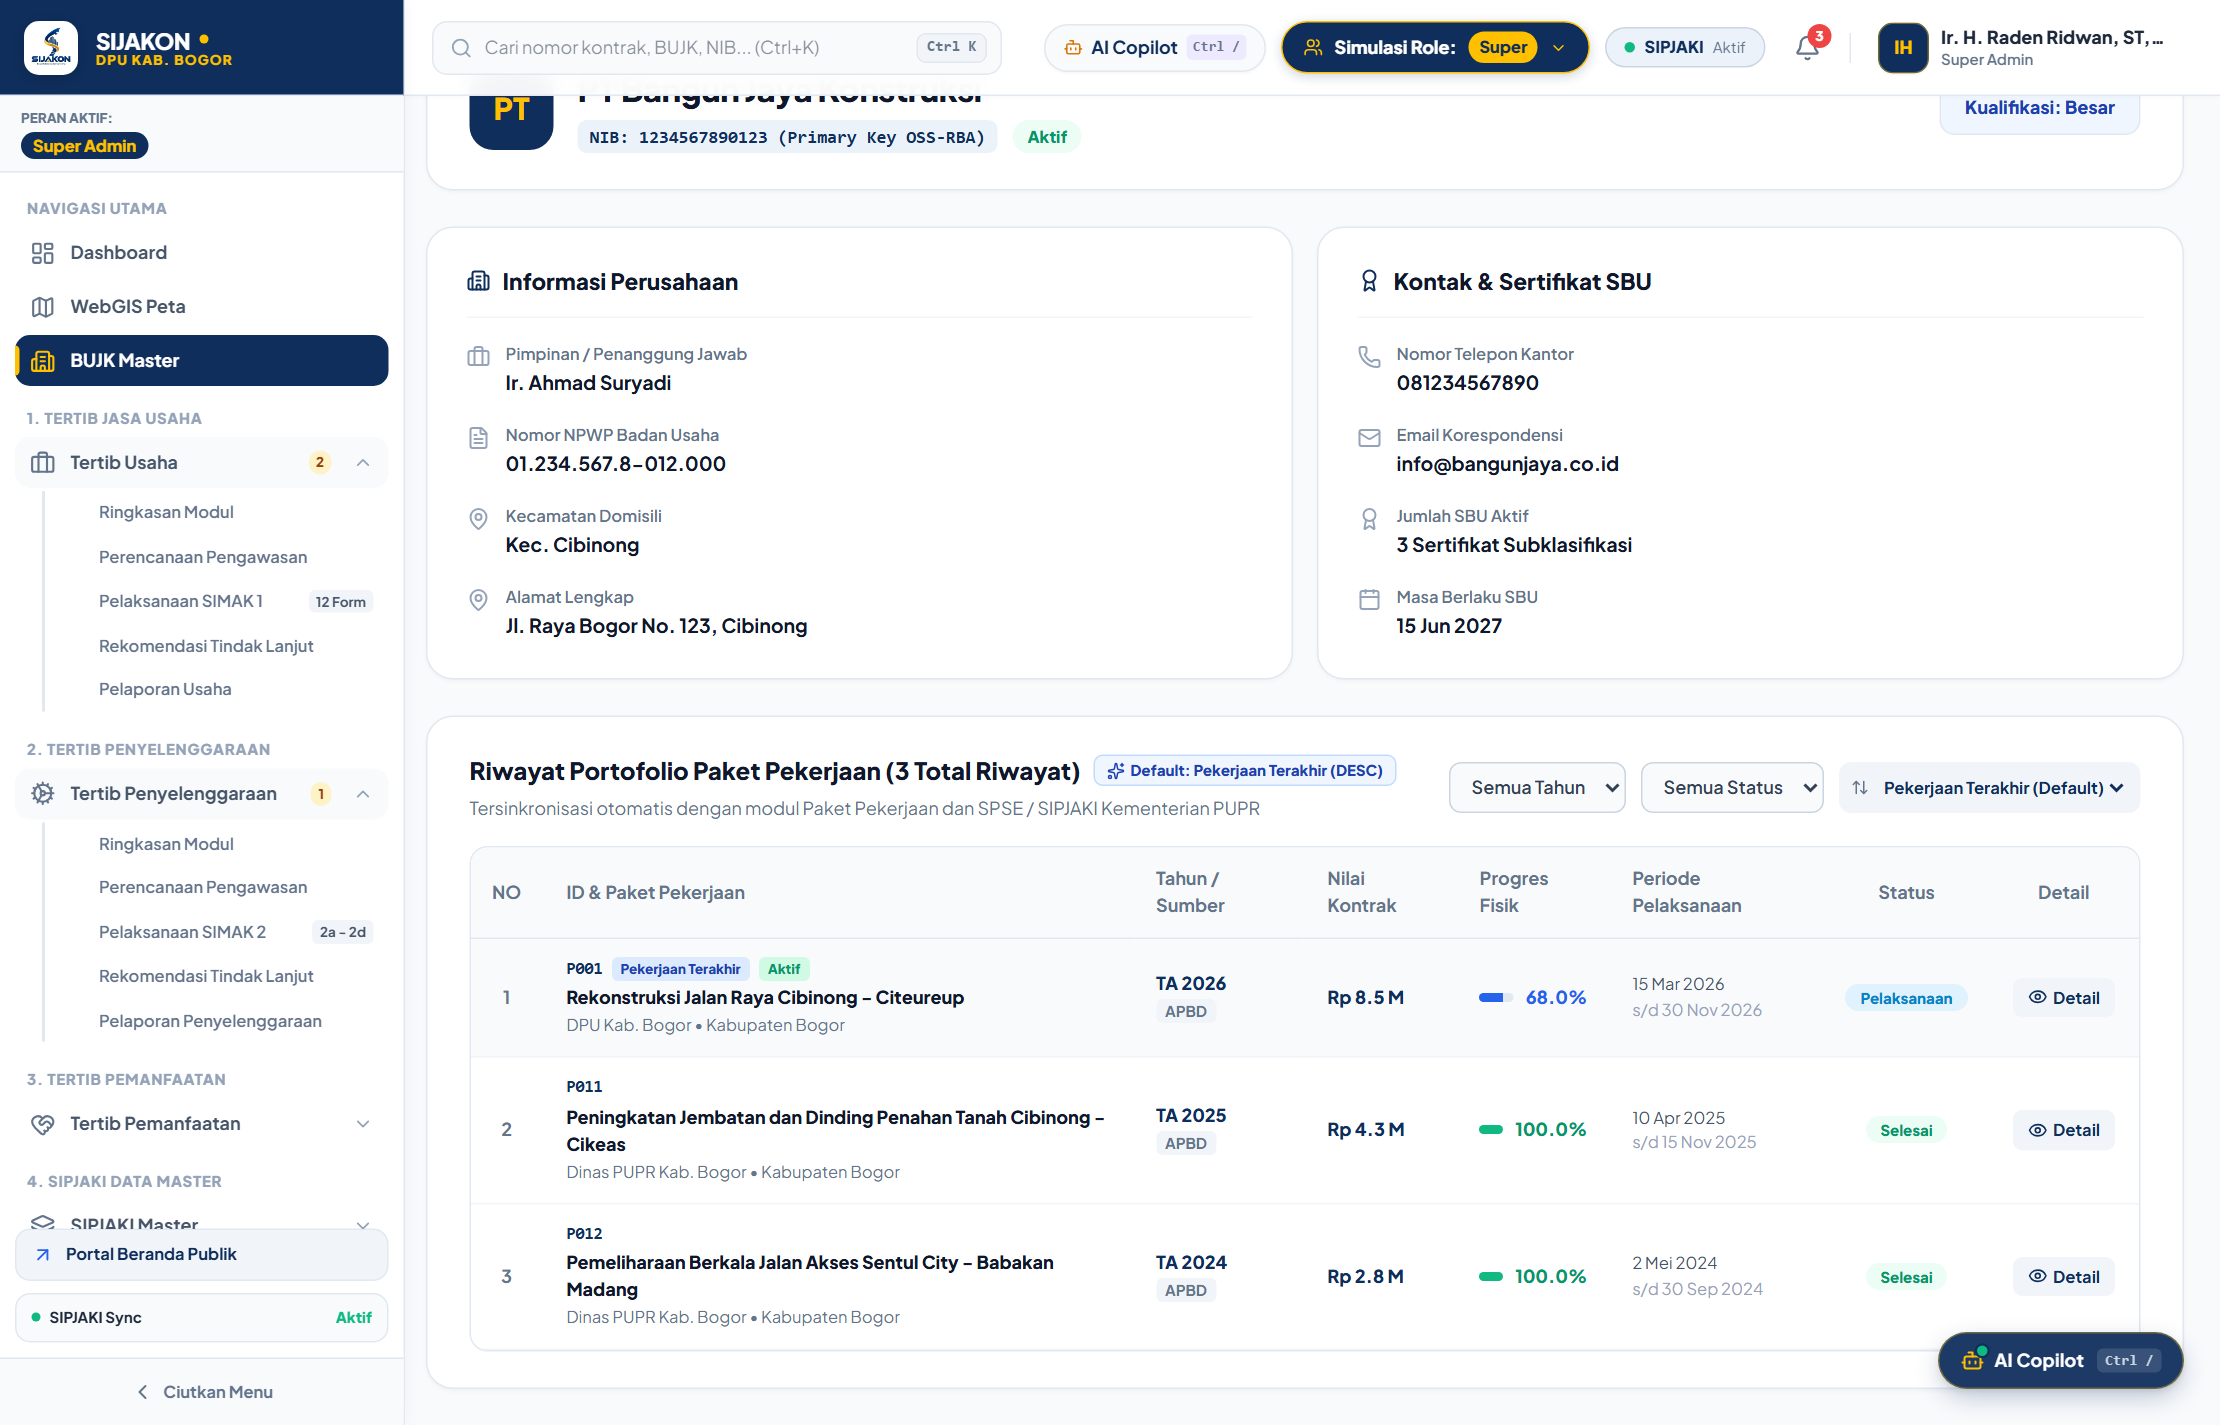 SIJAKON
DPU KAB. BOGOR
SIJAKON
Cari nomor kontrak, BUJK, NIB... (Ctrl+K)
Ctrl K
AI Copilot
Ctrl /
Simulasi Role:
Super
SIPJAKI Aktif
3
IH
Ir. H. Raden Ridwan, ST,...
Super Admin
PERAN AKTIF:
Super Admin
NAVIGASI UTAMA
Dashboard
WebGIS Peta
BUJK Master
1. TERTIB JASA USAHA
Tertib Usaha
2
Ringkasan Modul
Perencanaan Pengawasan
Pelaksanaan SIMAK 1
12 Form
Rekomendasi Tindak Lanjut
Pelaporan Usaha
2. TERTIB PENYELENGGARAAN
Tertib Penyelenggaraan
1
Ringkasan Modul
Perencanaan Pengawasan
Pelaksanaan SIMAK 2
2a - 2d
Rekomendasi Tindak Lanjut
Pelaporan Penyelenggaraan
3. TERTIB PEMANFAATAN
Tertib Pemanfaatan
4. SIPJAKI DATA MASTER
SIPJAKI Master
Portal Beranda Publik
SIPJAKI Sync
Aktif
Ciutkan Menu
PT
PT Bangun Jaya Konstruksi
NIB: 1234567890123 (Primary Key OSS-RBA)
Aktif
Kualifikasi: Besar
Informasi Perusahaan
Pimpinan / Penanggung Jawab
Ir. Ahmad Suryadi
Nomor NPWP Badan Usaha
01.234.567.8-012.000
Kecamatan Domisili
Kec. Cibinong
Alamat Lengkap
Jl. Raya Bogor No. 123, Cibinong
Kontak & Sertifikat SBU
Nomor Telepon Kantor
081234567890
Email Korespondensi
info@bangunjaya.co.id
Jumlah SBU Aktif
3 Sertifikat Subklasifikasi
Masa Berlaku SBU
15 Jun 2027
Riwayat Portofolio Paket Pekerjaan (3 Total Riwayat)
Default: Pekerjaan Terakhir (DESC)
Tersinkronisasi otomatis dengan modul Paket Pekerjaan dan SPSE / SIPJAKI Kementerian PUPR
Semua Tahun
Semua Status
Pekerjaan Terakhir (Default)
NO
ID & Paket Pekerjaan
Tahun /
Sumber
Nilai
Kontrak
Progres
Fisik
Periode
Pelaksanaan
Status
Detail
1
P001 Pekerjaan Terakhir Aktif
Rekonstruksi Jalan Raya Cibinong - Citeureup
DPU Kab. Bogor • Kabupaten Bogor
TA 2026
APBD
Rp 8.5 M
68.0%
15 Mar 2026
s/d 30 Nov 2026
Pelaksanaan
Detail
2
P011
Peningkatan Jembatan dan Dinding Penahan Tanah Cibinong -
Cikeas
Dinas PUPR Kab. Bogor • Kabupaten Bogor
TA 2025
APBD
Rp 4.3 M
100.0%
10 Apr 2025
s/d 15 Nov 2025
Selesai
Detail
3
P012
Pemeliharaan Berkala Jalan Akses Sentul City - Babakan
Madang
Dinas PUPR Kab. Bogor • Kabupaten Bogor
TA 2024
APBD
Rp 2.8 M
100.0%
2 Mei 2024
s/d 30 Sep 2024
Selesai
Detail
AI Copilot
Ctrl /